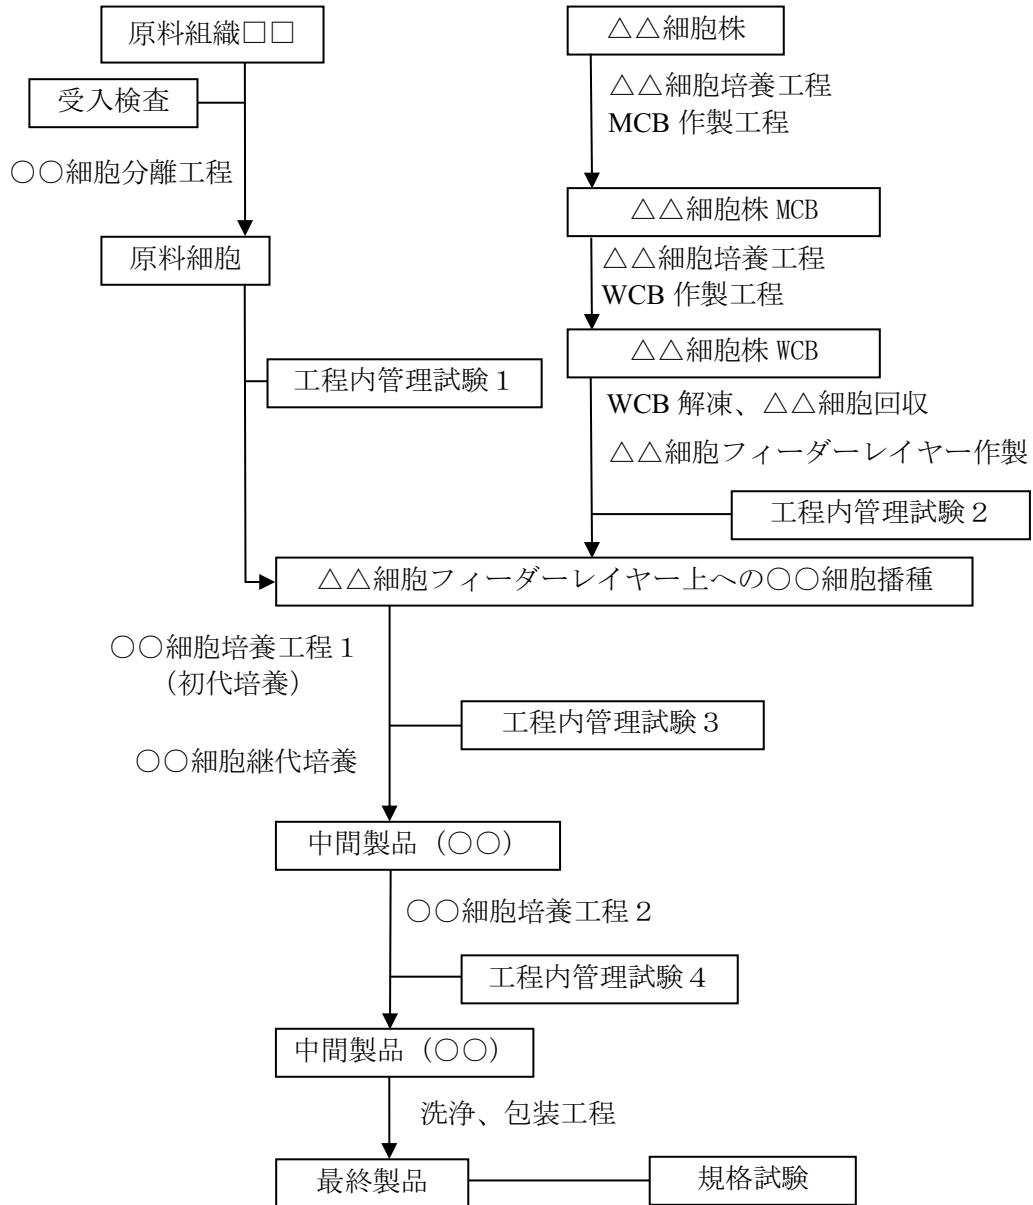 原料組織□□
△△細胞株
受入検査
△△細胞培養工程
MCB 作製工程
○○細胞分離工程
△△細胞株 MCB
原料細胞
△△細胞培養工程
WCB 作製工程
△△細胞株 WCB
工程内管理試験１
WCB 解凍、△△細胞回収
△△細胞フィーダーレイヤー作製
工程内管理試験２
△△細胞フィーダーレイヤー上への○○細胞播種
○○細胞培養工程１
（初代培養）
工程内管理試験３
○○細胞継代培養
中間製品（○○）
○○細胞培養工程２
工程内管理試験４
中間製品（○○）
洗浄、包装工程
最終製品
規格試験